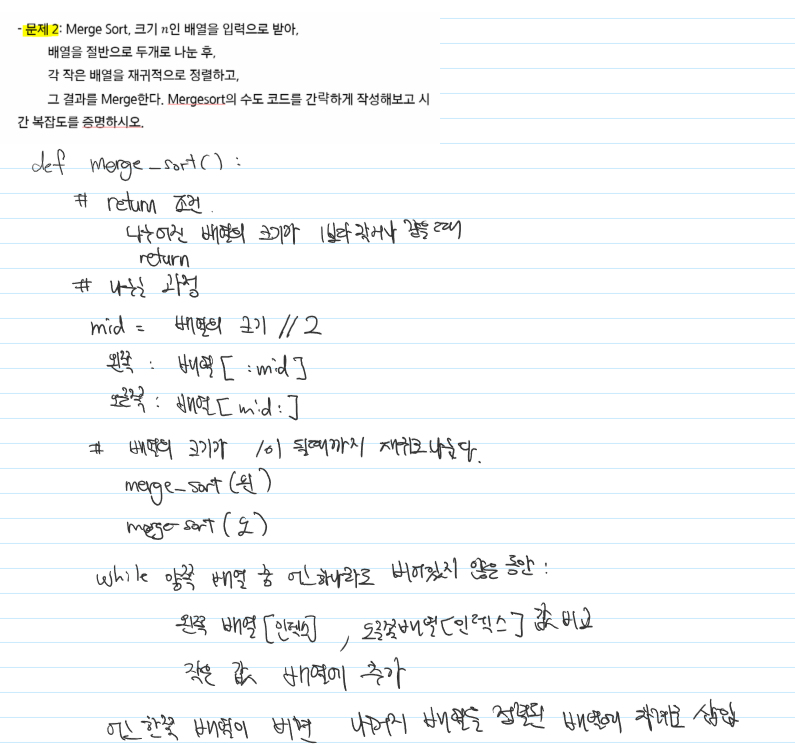 - 문제 2: Merge Sort, 크기 n인 배열을 입력으로 받아,
배열을 절반으로 두개로 나눈 후,
각 작은 배열을 재귀적으로 정렬하고,
그 결과를 Merge한다. Mergesort의 수도 코드를 간략하게 작성해보고 시
간 복잡도를 증명하시오.
def merge_sort():
# return 조건.
나누어진 배열의 크기가 1보다 작거나 같을 때
return
# 나누는 과정
mid = 배열의 크기 // 2
왼쪽 : 배열[ :mid]
오른쪽 : 배열[mid:]
# 배열의 크기가 1이 될때까지 재귀로 나눈다.
merge_sort(왼)
merge-sort(오)
while 양쪽 배열 중 어느하나라도 비어있지 않은 동안:
왼쪽 배열[인덱스], 오른쪽배열[인덱스] 값 비교
작은 값 배열에 추가
어느 한쪽 배열이 비면 나머지 배열을 정렬된 배열에 차례로 삽입